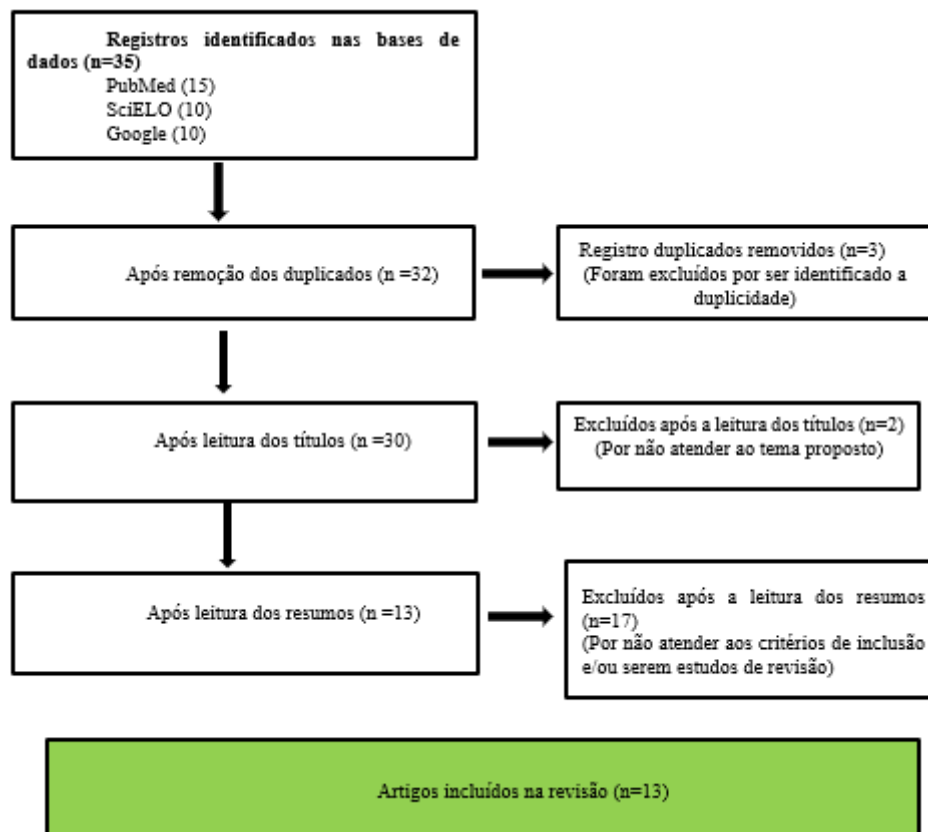 Registros identificados nas bases de
dados (n=35)
PubMed (15)
SciELO (10)
Google (10)
Após remoção dos duplicados (n =32)
Registro duplicados removidos (n=3)
(Foram excluídos por ser identificado a
duplicidade)
Após leitura dos títulos (n =30)
Excluídos após a leitura dos títulos (n=2)
(Por não atender ao tema proposto)
Após leitura dos resumos (n =13)
Excluídos após a leitura dos resumos
(n=17)
(Por não atender aos critérios de inclusão
e/ou serem estudos de revisão)
Artigos incluídos na revisão (n=13)